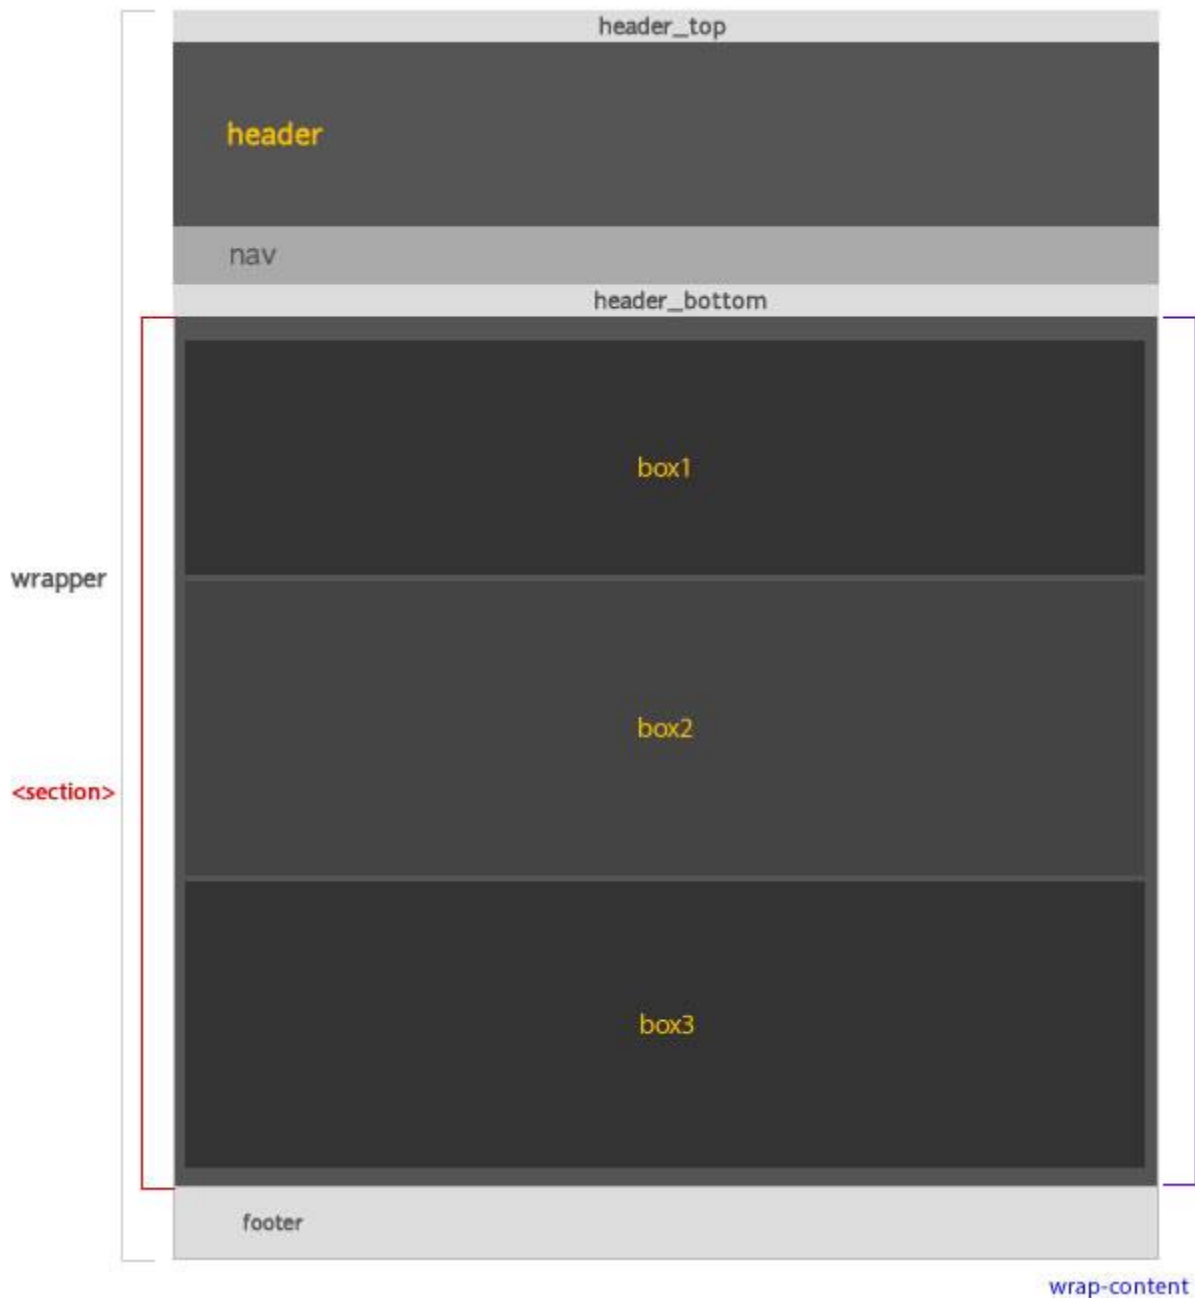 header_top
header
nav
header_bottom
box1
wrapper
box2
<section>
box3
footer
wrap-content